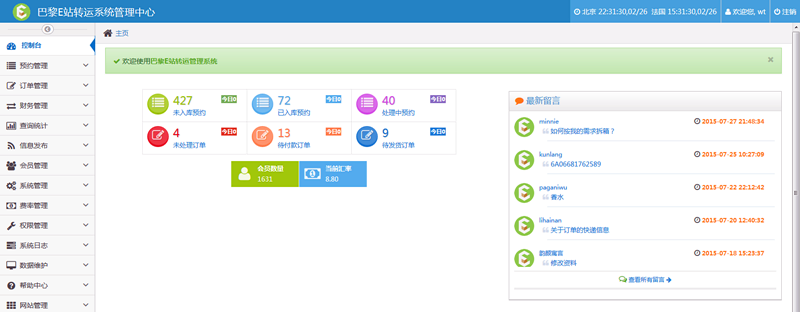 巴黎E站转运系统管理中心
北京 22:31:30,02/26 法国 15:31:30,02/26 欢迎您, wt 注销
控制台
预约管理
订单管理
财务管理
查询统计
信息发布
会员管理
系统管理
费率管理
权限管理
系统日志
数据维护
帮助中心
网站管理
主页
欢迎使用巴黎E站转运管理系统
427 今日0
未入库预约
72 今日0
已入库预约
40 今日0
处理中预约
4 今日0
未处理订单
13 今日0
待付款订单
9 今日0
待发货订单
会员数量
1631
当前汇率
8.80
最新留言
minnie 2015-07-27 21:48:34
如何按我的需求拆箱？
kunlang 2015-07-25 10:27:09
6A06681762589
paganiwu 2015-07-22 22:12:42
香水
lihainan 2015-07-20 12:40:32
关于订单的快递信息
2015-07-18 15:23:37
修改资料
查看所有留言